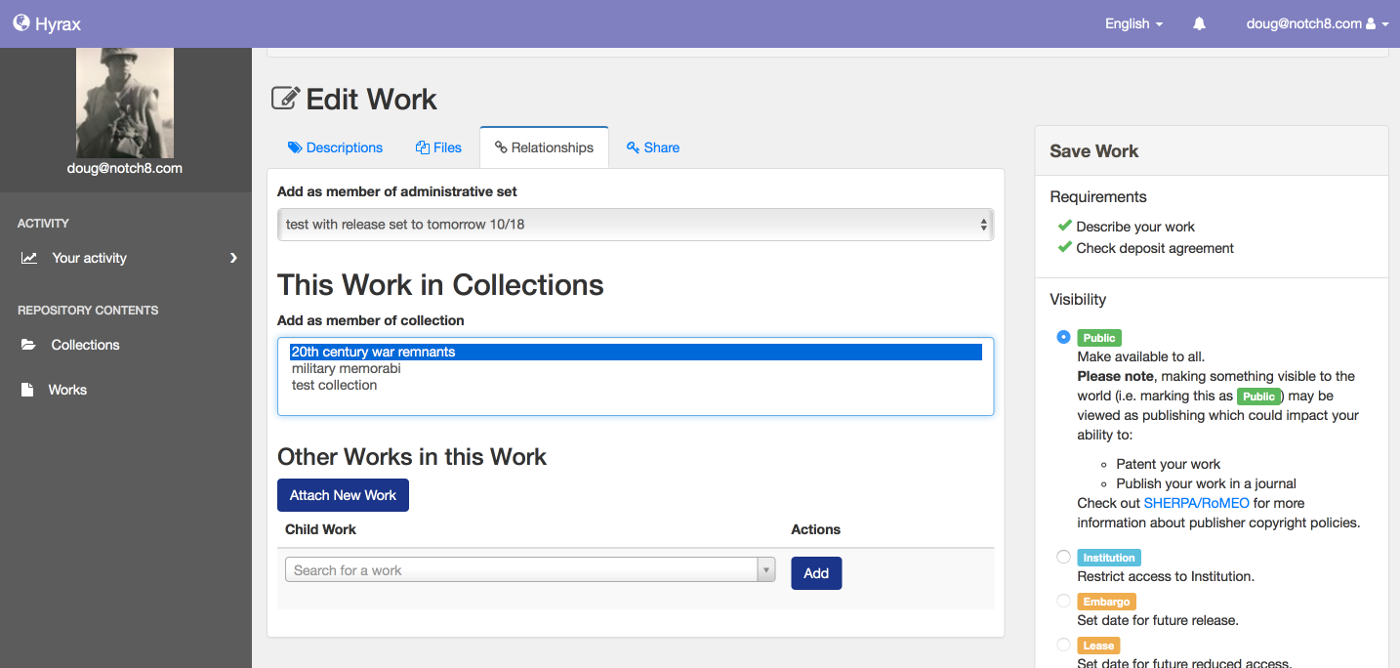 Hyrax
English
doug@notch8.com
doug@notch8.com
ACTIVITY
Your activity
REPOSITORY CONTENTS
Collections
Works
Edit Work
Descriptions
Files
Relationships
Share
Add as member of administrative set
test with release set to tomorrow 10/18
This Work in Collections
Add as member of collection
20th century war remnants
military memorabi
test collection
Other Works in this Work
Attach New Work
Child Work
Actions
Search for a work
Add
Save Work
Requirements
Describe your work
Check deposit agreement
Visibility
Public
Make available to all.
Please note, making something visible to the
world (i.e. marking this as Public ) may be
viewed as publishing which could impact your
ability to:
Patent your work
Publish your work in a journal
Check out SHERPA/RoMEO for more
information about publisher copyright policies.
Institution
Restrict access to Institution.
Embargo
Set date for future release.
Lease
Set date for future reduced access.